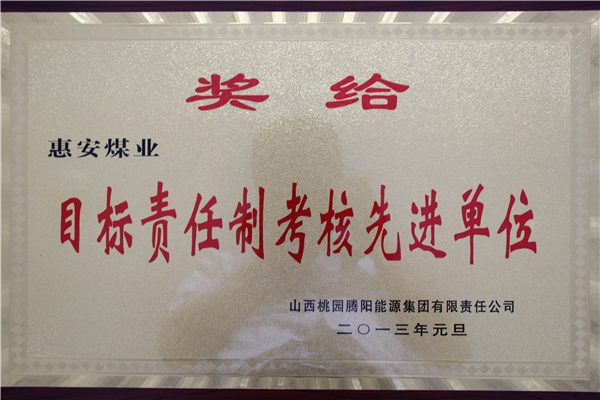 奖给
惠安煤业
目标责任制考核先进单位
山西桃园腾阳能源集团有限责任公司
二〇一三年元旦